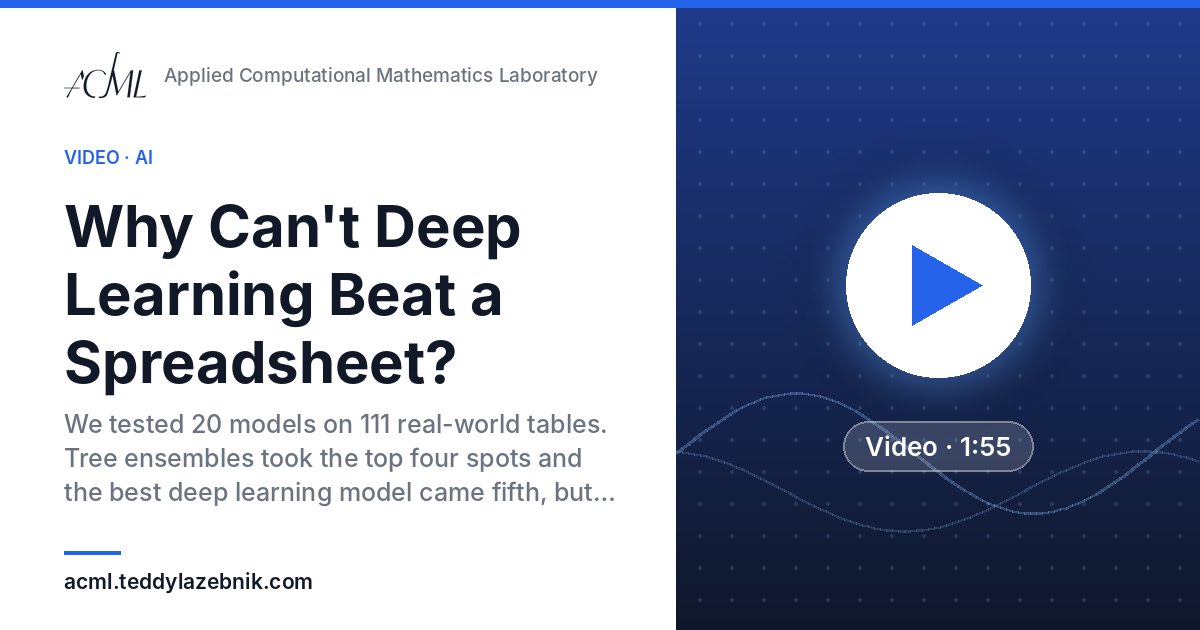 ACML
Applied Computational Mathematics Laboratory
VIDEO · AI
Why Can't Deep
Learning Beat a
Spreadsheet?
We tested 20 models on 111 real-world tables.
Tree ensembles took the top four spots and
the best deep learning model came fifth, but...
acml.teddylazebnik.com
Video · 1:55